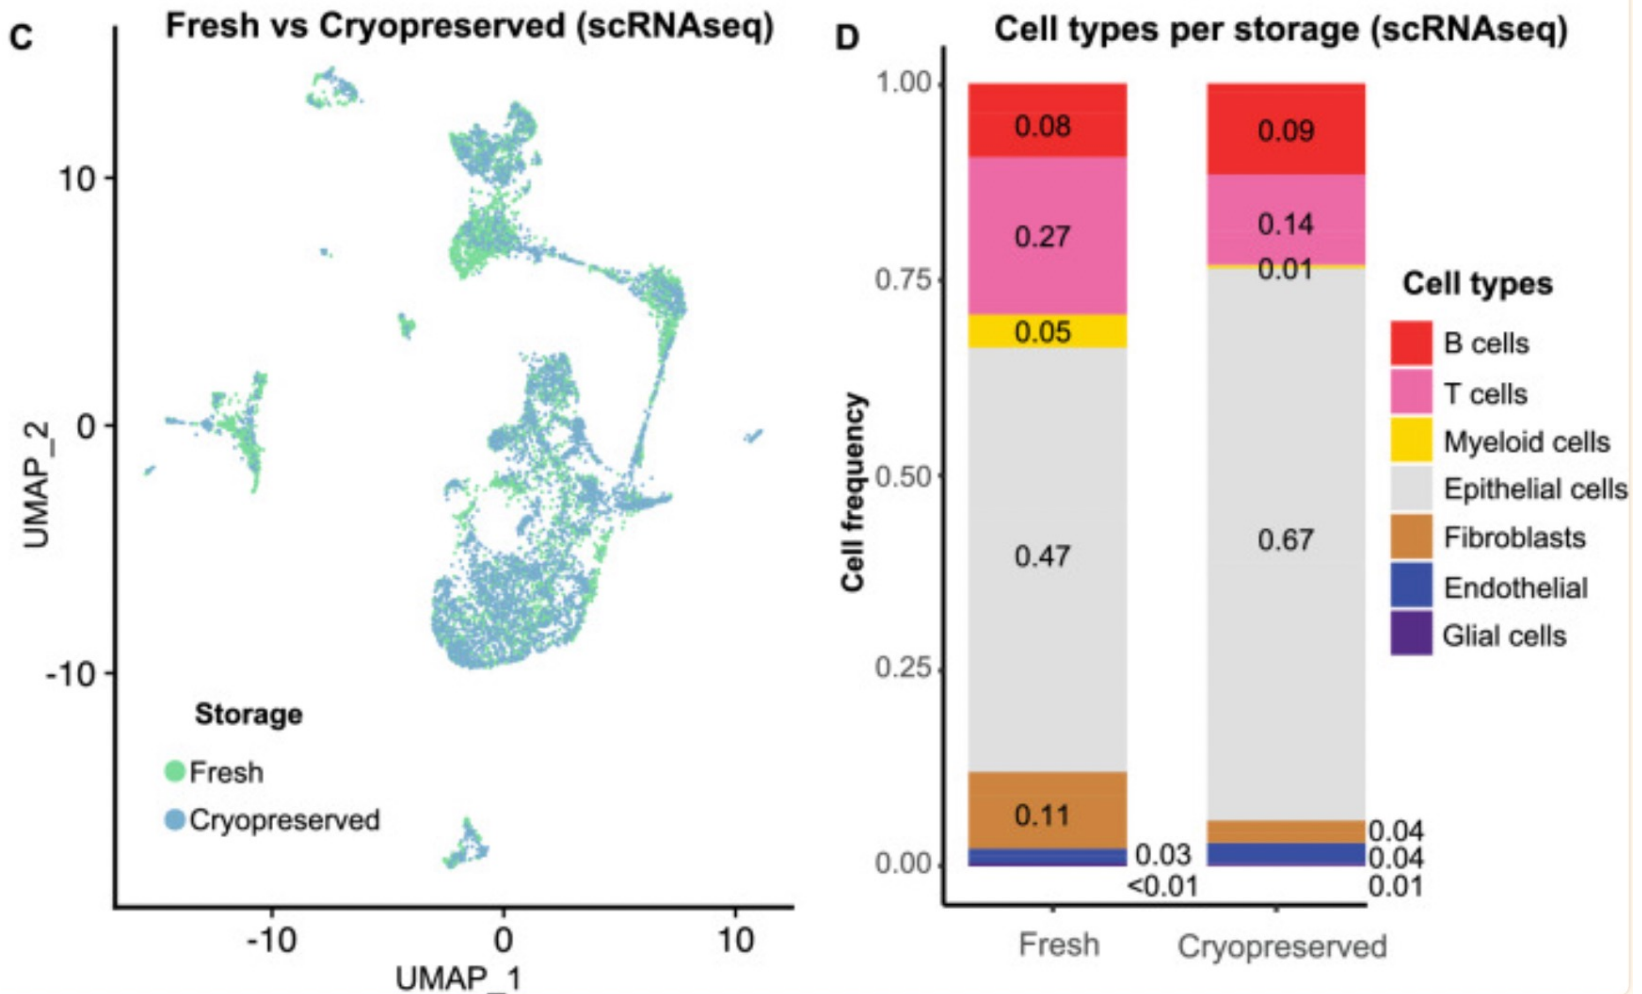 C
Fresh vs Cryopreserved (scRNAseq)
10
0
-10
UMAP_2
Storage
Fresh
Cryopreserved
-10
0
10
UMAP_1
D
Cell types per storage (scRNAseq)
1.00
0.75
0.50
0.25
0.00
Cell frequency
0.08
0.27
0.05
0.47
0.11
0.03
<0.01
0.09
0.14
0.01
0.67
0.04
0.04
0.01
Fresh
Cryopreserved
Cell types
B cells
T cells
Myeloid cells
Epithelial cells
Fibroblasts
Endothelial
Glial cells